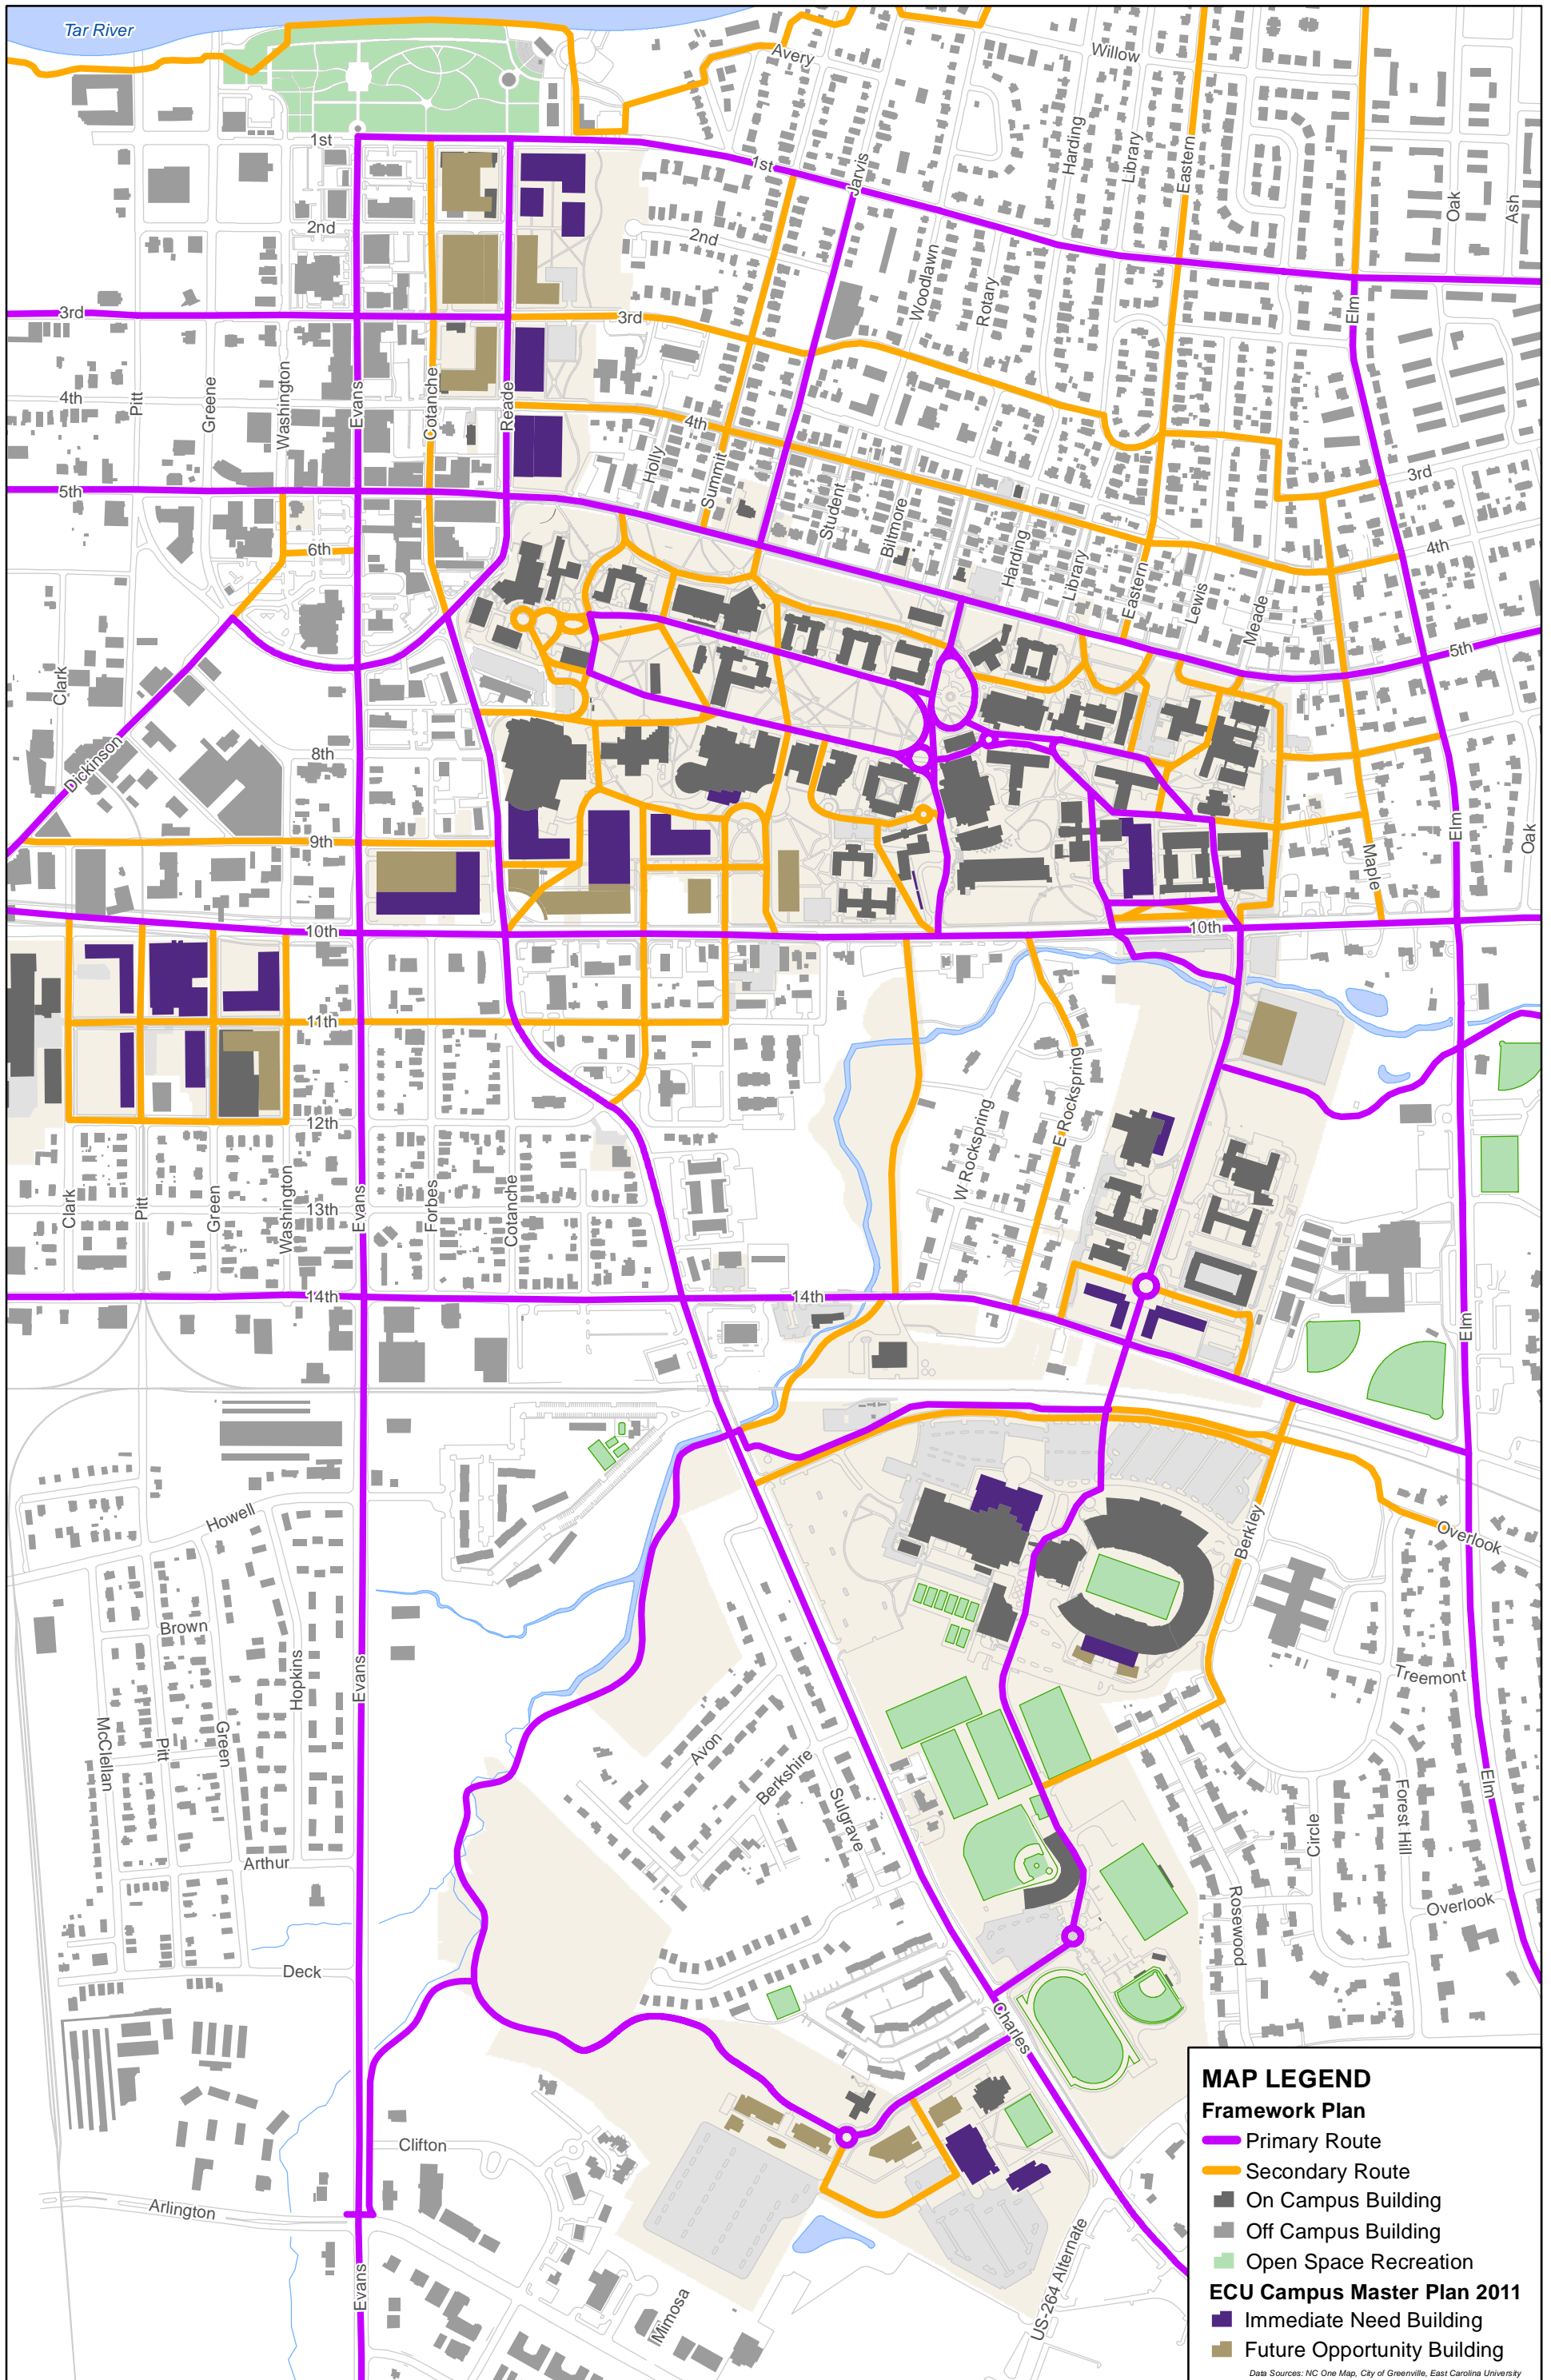 Tar River
Avery
Willow
1st
1st
Jarvis
Harding
Library
Eastern
Oak
Ash
2nd
2nd
Woodlawn
Rotary
3rd
3rd
Elm
4th
Pitt
Greene
Washington
Evans
Cotanche
Reade
4th
Holly
Summit
Student
Biltmore
3rd
5th
6th
Harding
Library
Eastern
Lewis
Meade
4th
5th
Clark
Dickinson
8th
9th
Elm
Oak
Maple
10th
10th
11th
12th
E Rockspring
W Rockspring
Clark
Pitt
Green
Washington
Evans
Forbes
Cotanche
13th
14th
14th
Elm
Howell
Berkley
Overlook
Brown
Hopkins
Evans
Treemont
McClellan
Pitt
Green
Avon
Berkshire
Sulgrave
Elm
Circle
Forest Hill
Arthur
Rosewood
Overlook
Deck
Charles
Clifton
Arlington
Evans
Mimosa
US-264 Alternate
MAP LEGEND
Framework Plan
Primary Route
Secondary Route
On Campus Building
Off Campus Building
Open Space Recreation
ECU Campus Master Plan 2011
Immediate Need Building
Future Opportunity Building
Data Sources: NC One Map, City of Greenville, East Carolina University